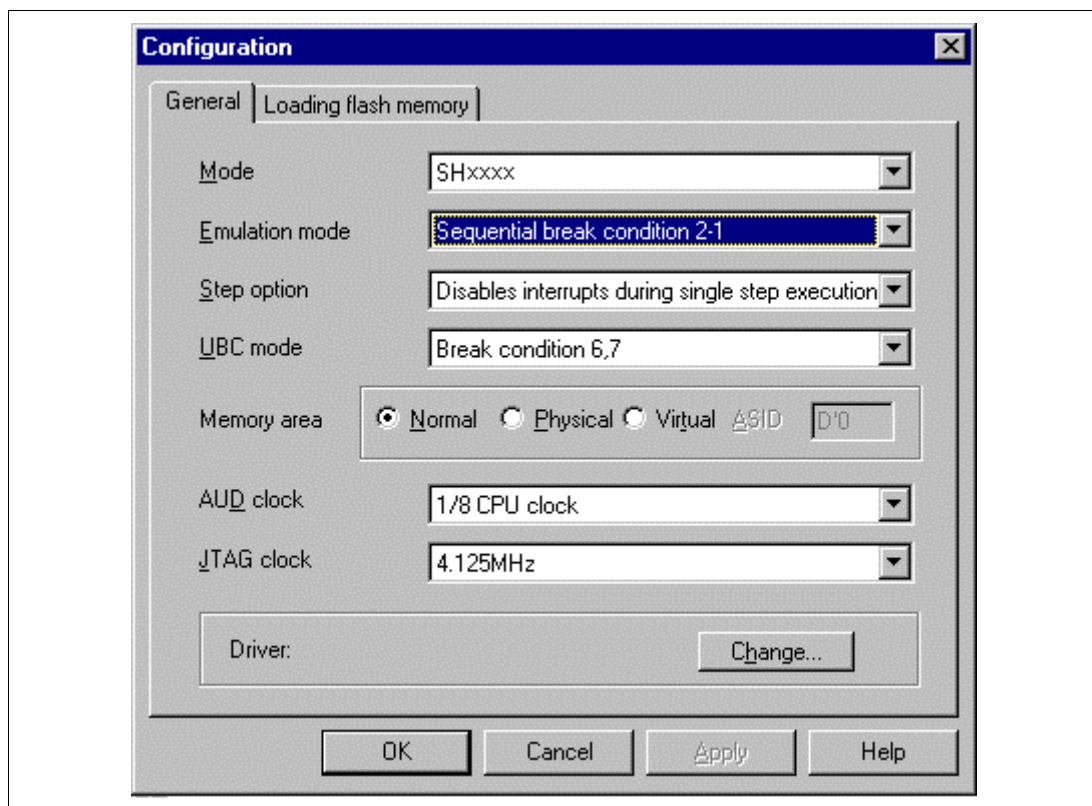 Configuration
General Loading flash memory
Mode SHxxxx
Emulation mode Sequential break condition 2-1
Step option Disables interrupts during single step execution
UBC mode Break condition 6,7
Memory area Normal Physical Virtual ASID D'0
AUD clock 1/8 CPU clock
JTAG clock 4.125MHz
Driver: Change...
OK Cancel Apply Help